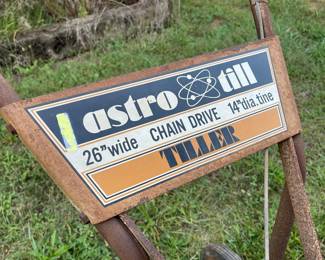 astro till
26" wide CHAIN DRIVE 14" dia. tine
TILLER